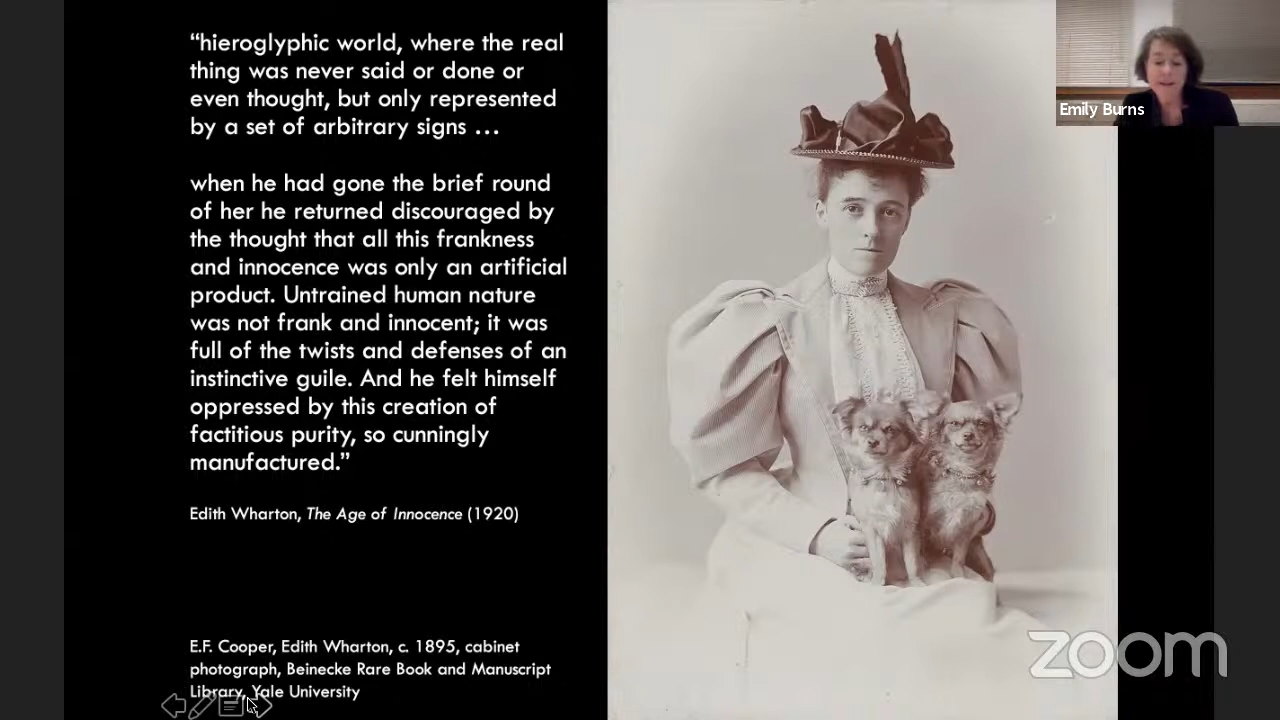 “hieroglyphic world, where the real
thing was never said or done or
even thought, but only represented
by a set of arbitrary signs …
when he had gone the brief round
of her he returned discouraged by
the thought that all this frankness
and innocence was only an artificial
product. Untrained human nature
was not frank and innocent; it was
full of the twists and defenses of an
instinctive guile. And he felt himself
oppressed by this creation of
factitious purity, so cunningly
manufactured.”
Edith Wharton, The Age of Innocence (1920)
E.F. Cooper, Edith Wharton, c. 1895, cabinet
photograph, Beinecke Rare Book and Manuscript
Library, Yale University
Emily Burns
zoom